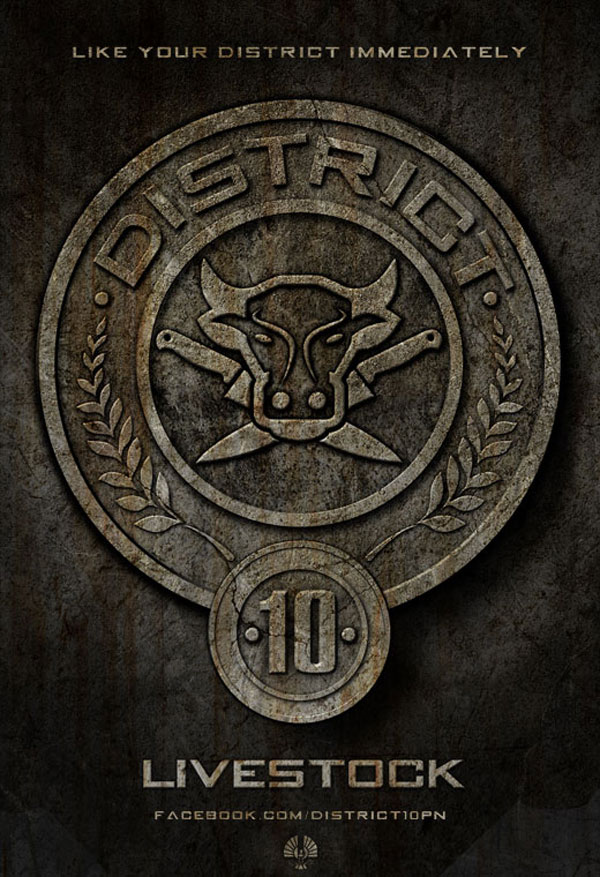 LIKE YOUR DISTRICT IMMEDIATELY
DISTRICT
10
LIVESTOCK
FACEBOOK.COM/DISTRICT10PN